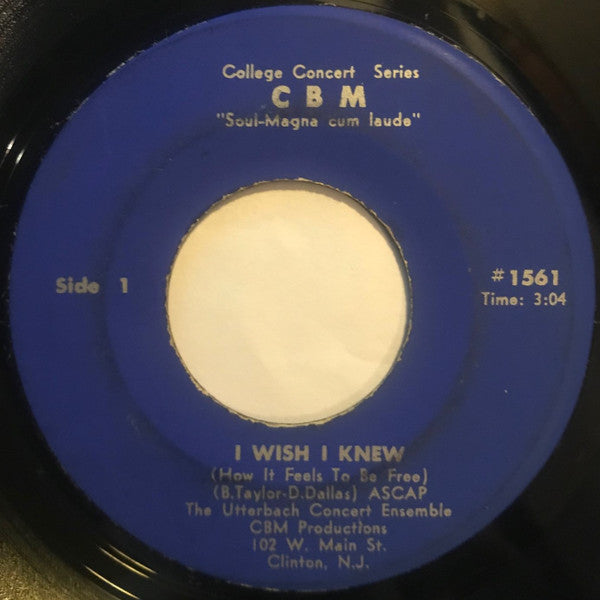 College Concert Series
CBM
"Soul-Magna cum laude"
Side 1
#1561
Time: 3:04
I WISH I KNEW
(How It Feels To Be Free)
(B.Taylor-D.Dallas) ASCAP
The Utterbach Concert Ensemble
CBM Productions
102 W. Main St.
Clinton, N.J.